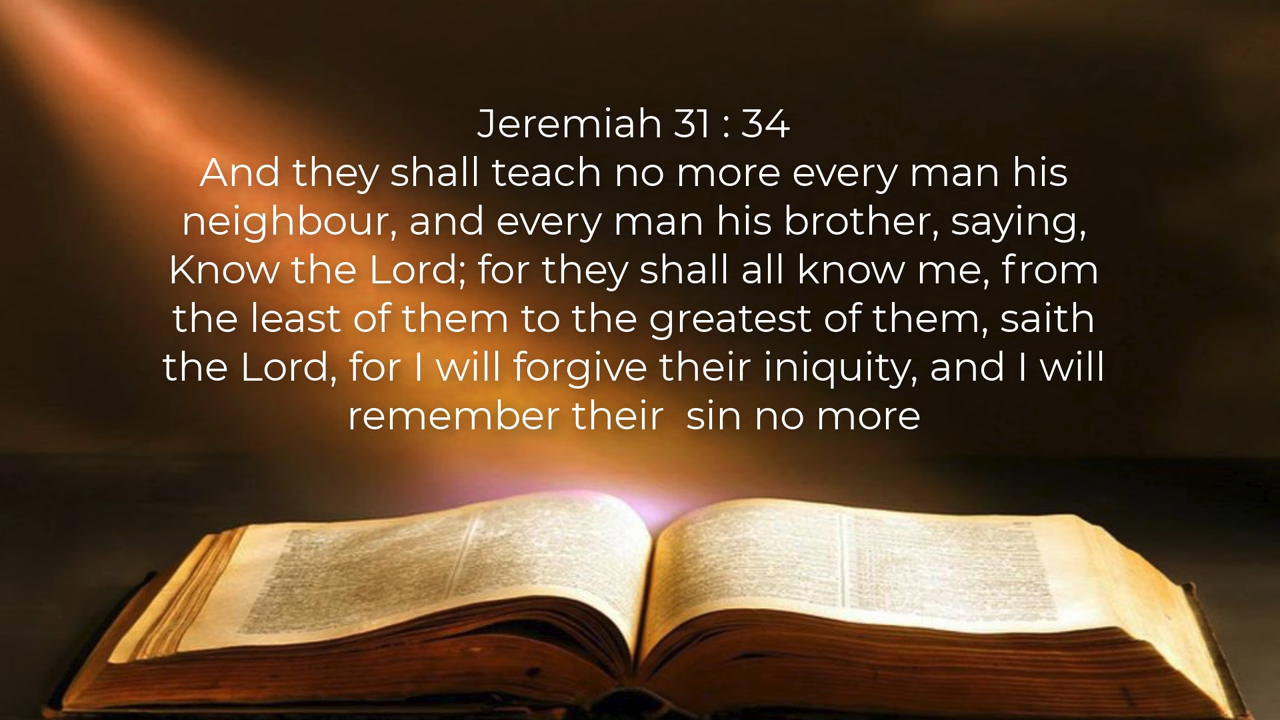 Jeremiah 31 : 34
And they shall teach no more every man his
neighbour, and every man his brother, saying,
Know the Lord; for they shall all know me, from
the least of them to the greatest of them, saith
the Lord, for I will forgive their iniquity, and I will
remember their  sin no more